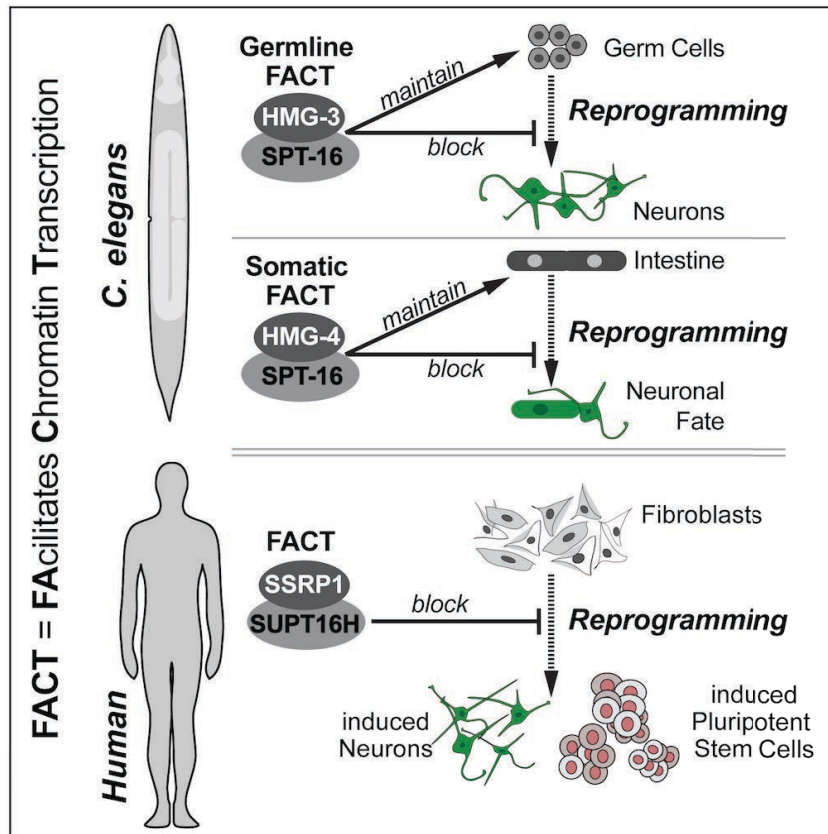 FACT = FAcilitates Chromatin Transcription
C. elegans
Germline
FACT
HMG-3
SPT-16
maintain
block
Germ Cells
Reprogramming
Neurons
Somatic
FACT
HMG-4
SPT-16
maintain
block
Intestine
Reprogramming
Neuronal
Fate
Human
FACT
SSRP1
SUPT16H
block
Fibroblasts
Reprogramming
induced
Neurons
induced
Pluripotent
Stem Cells